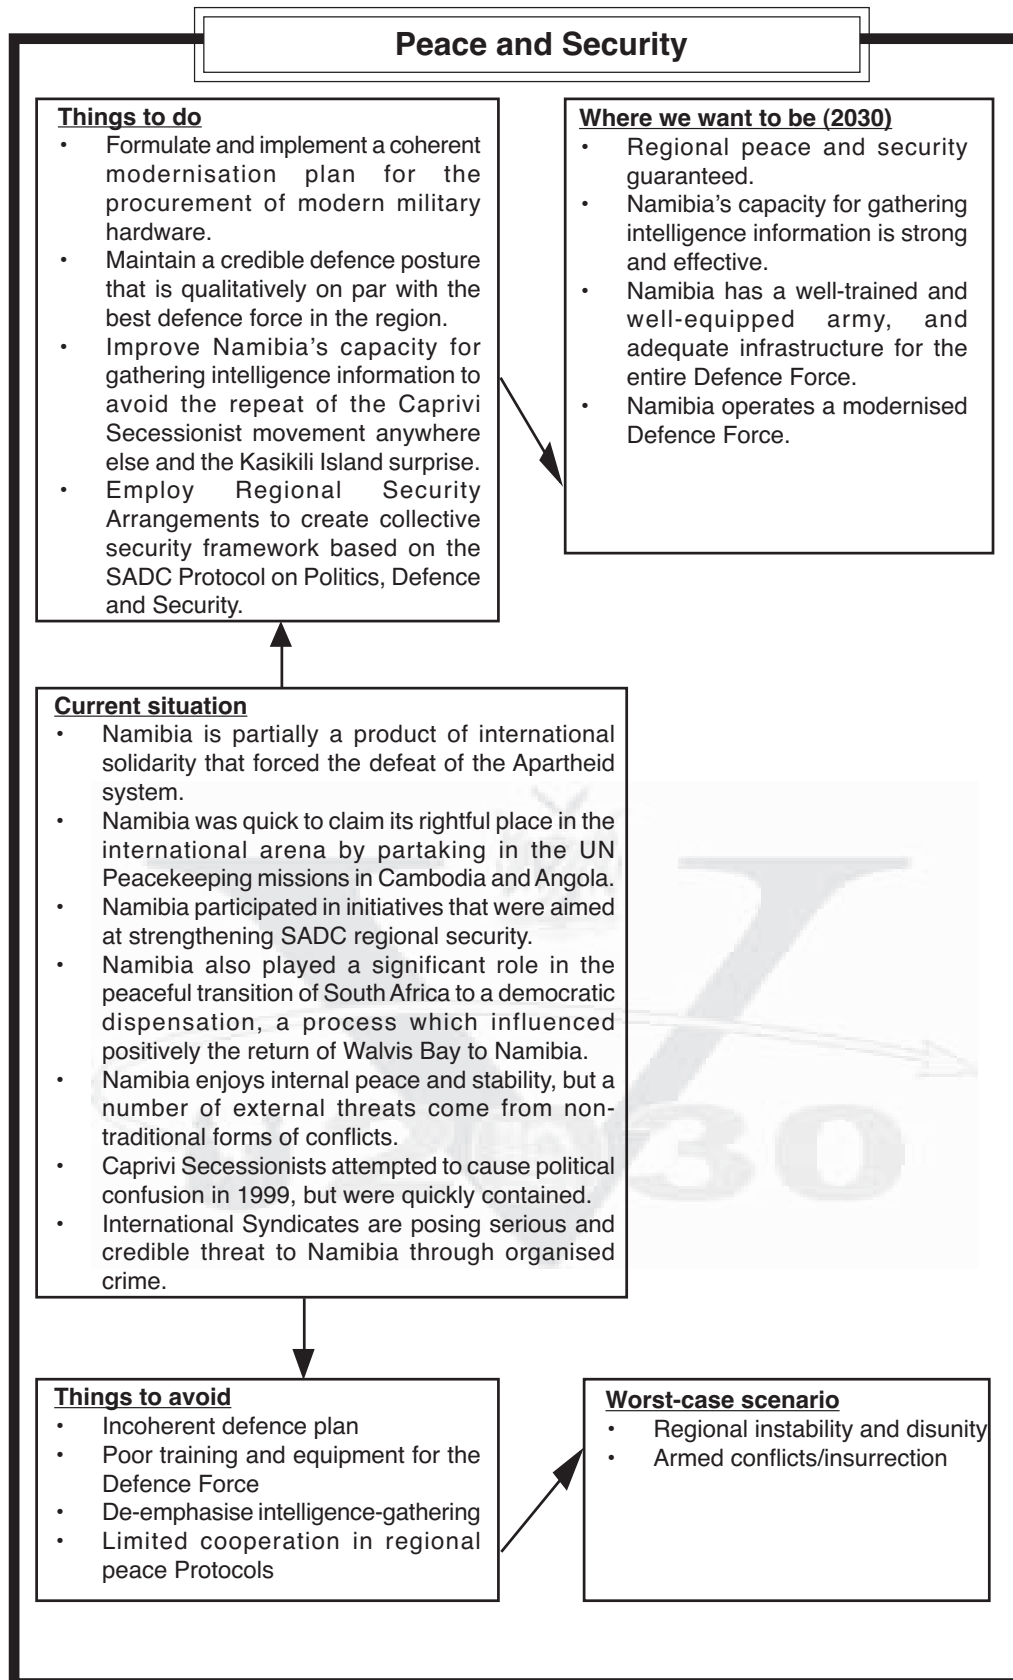 Peace and Security
Things to do
• Formulate and implement a coherent
modernisation plan for the
procurement of modern military
hardware.
• Maintain a credible defence posture
that is qualitatively on par with the
best defence force in the region.
• Improve Namibia's capacity for
gathering intelligence information to
avoid the repeat of the Caprivi
Secessionist movement anywhere
else and the Kasikili Island surprise.
• Employ Regional Security
Arrangements to create collective
security framework based on the
SADC Protocol on Politics, Defence
and Security.
Where we want to be (2030)
• Regional peace and security
guaranteed.
• Namibia's capacity for gathering
intelligence information is strong
and effective.
• Namibia has a well-trained and
well-equipped army, and
adequate infrastructure for the
entire Defence Force.
• Namibia operates a modernised
Defence Force.
Current situation
• Namibia is partially a product of international
solidarity that forced the defeat of the Apartheid
system.
• Namibia was quick to claim its rightful place in the
international arena by partaking in the UN
Peacekeeping missions in Cambodia and Angola.
• Namibia participated in initiatives that were aimed
at strengthening SADC regional security.
• Namibia also played a significant role in the
peaceful transition of South Africa to a democratic
dispensation, a process which influenced
positively the return of Walvis Bay to Namibia.
• Namibia enjoys internal peace and stability, but a
number of external threats come from non-
traditional forms of conflicts.
• Caprivi Secessionists attempted to cause political
confusion in 1999, but were quickly contained.
• International Syndicates are posing serious and
credible threat to Namibia through organised
crime.
Things to avoid
• Incoherent defence plan
• Poor training and equipment for the
Defence Force
• De-emphasise intelligence-gathering
• Limited cooperation in regional
peace Protocols
Worst-case scenario
• Regional instability and disunity
• Armed conflicts/insurrection